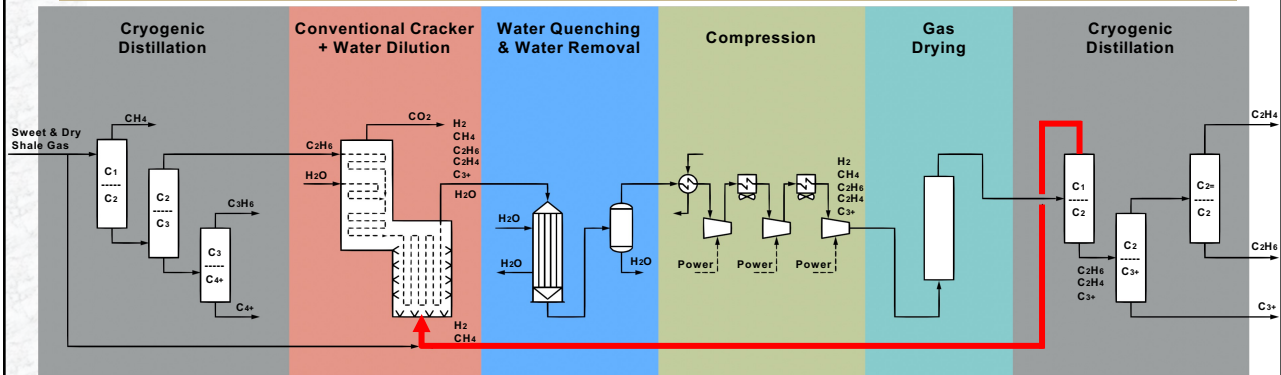 Cryogenic
Distillation
Conventional Cracker
+ Water Dilution
Water Quenching
& Water Removal
Compression
Gas
Drying
Cryogenic
Distillation
Sweet & Dry
Shale Gas
CH4
C1
-----
C2
C2
-----
C3
C3H6
C3
-----
C4+
C4+
C2H6
H2O
CO2
H2
CH4
C2H6
C2H4
C3+
H2O
H2
CH4
H2O
H2O
H2O
Power
Power
Power
H2
CH4
C2H6
C2H4
C3+
C1
-----
C2
C2H6
C2H4
C3+
C2
-----
C3+
C2=
-----
C2
C2H4
C2H6
C3+